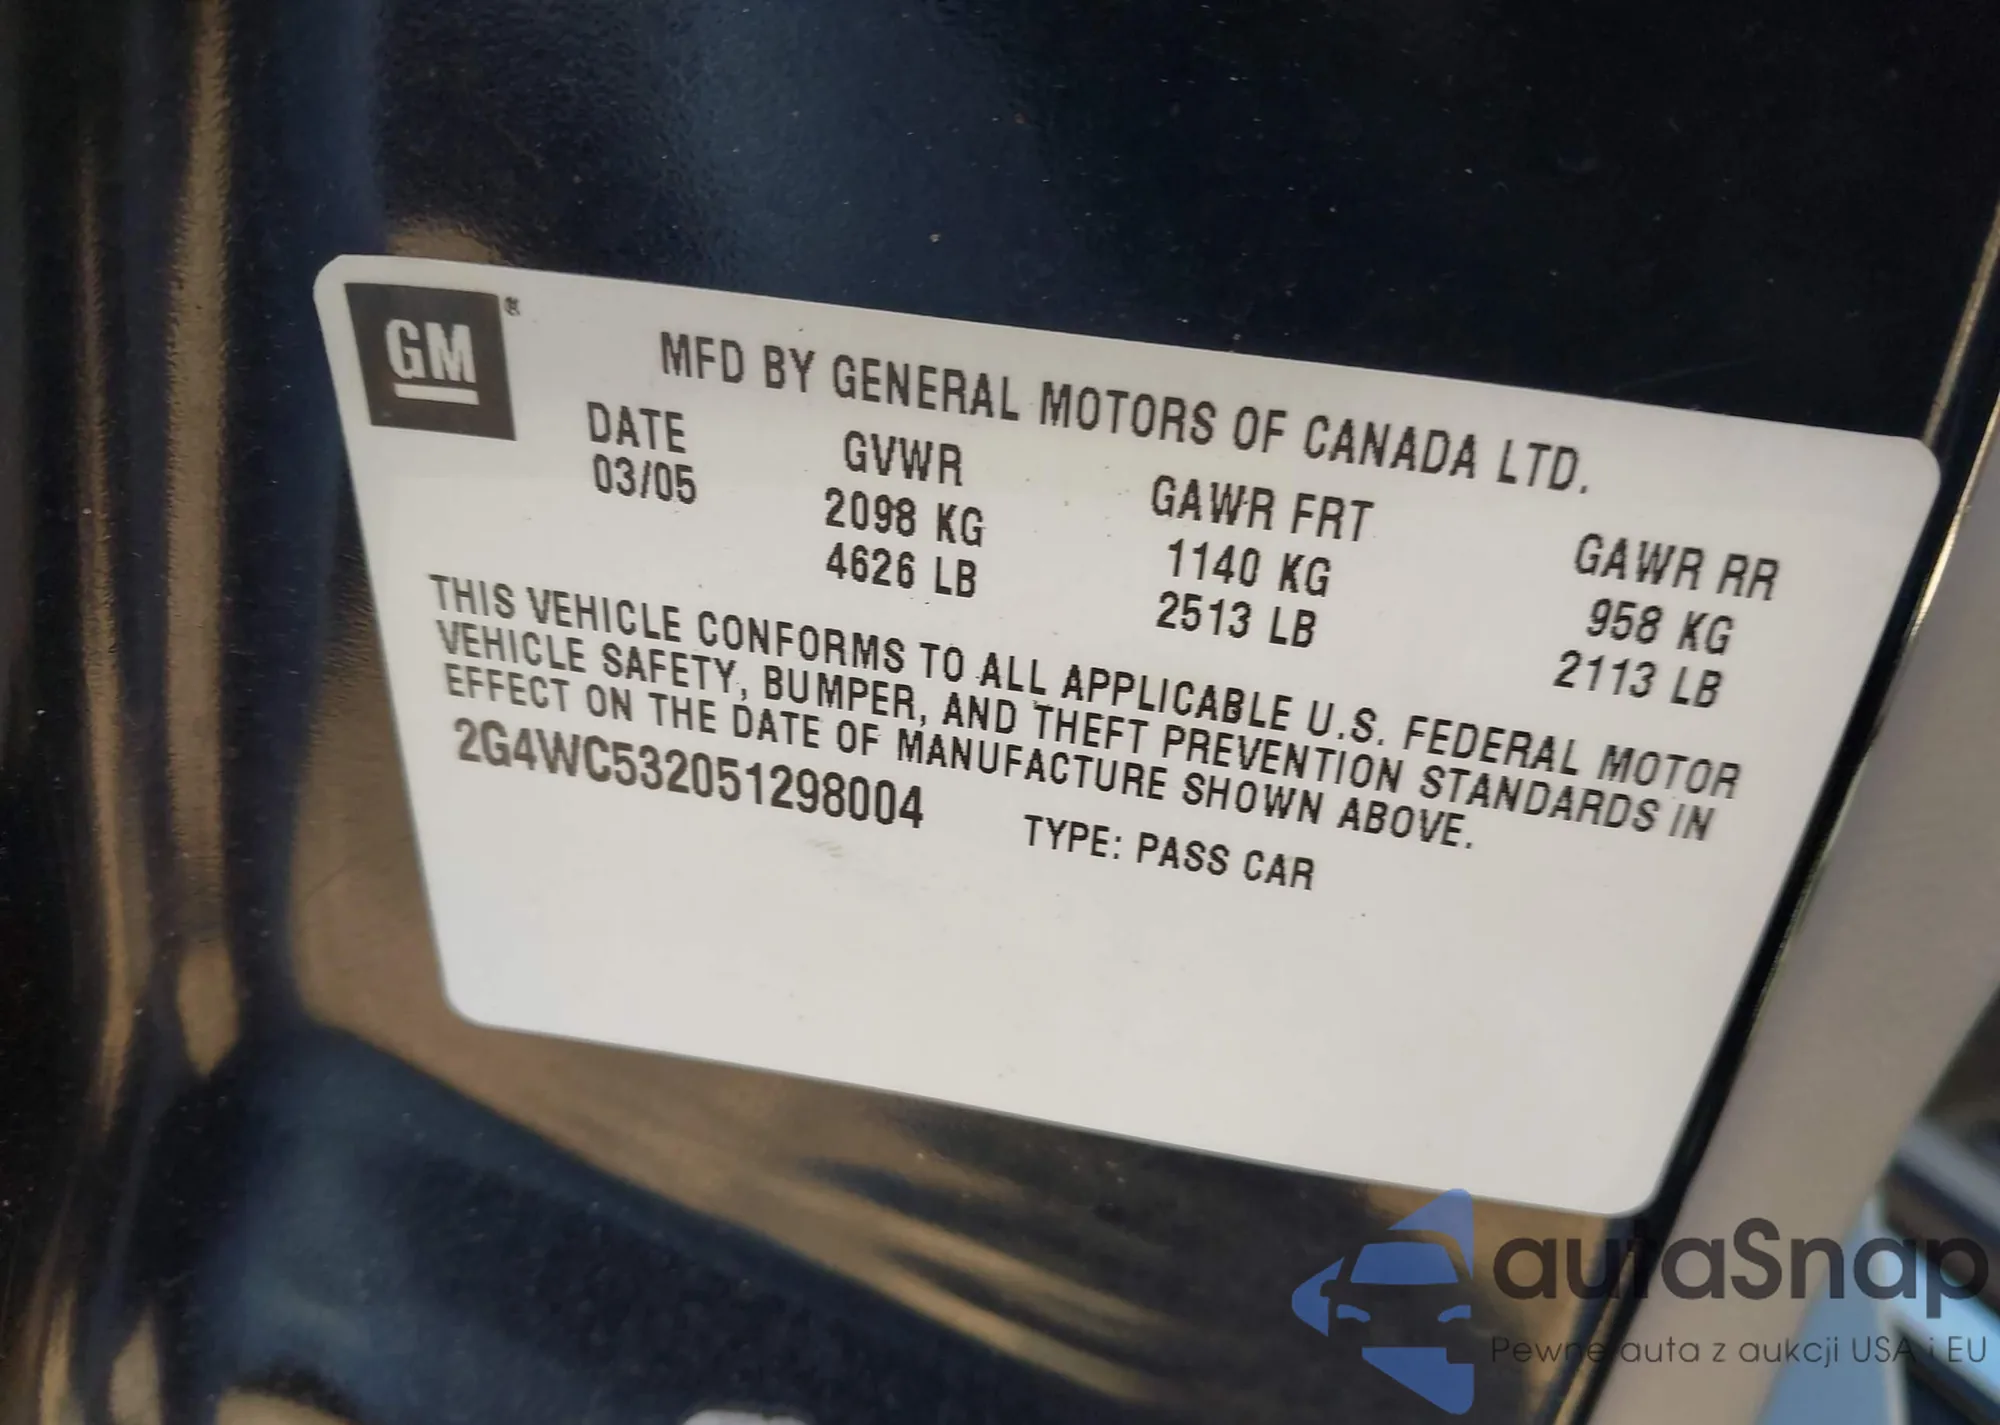 GM®
MFD BY GENERAL MOTORS OF CANADA LTD.
DATE GVWR GAWR FRT GAWR RR
03/05 2098 KG 1140 KG 958 KG
4626 LB 2513 LB 2113 LB
THIS VEHICLE CONFORMS TO ALL APPLICABLE U.S. FEDERAL MOTOR
VEHICLE SAFETY, BUMPER, AND THEFT PREVENTION STANDARDS IN
EFFECT ON THE DATE OF MANUFACTURE SHOWN ABOVE.
2G4WC532051298004 TYPE: PASS CAR
autaSnap
Pewne auta z aukcji USA i EU